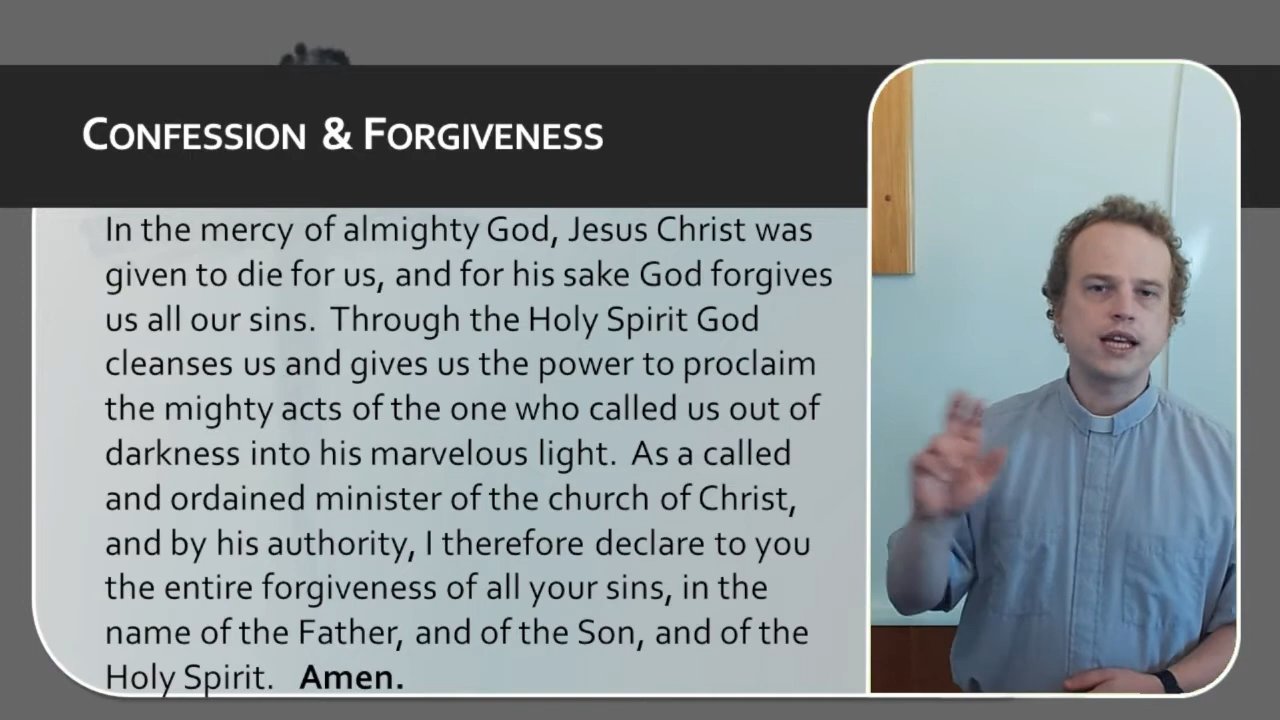 CONFESSION & FORGIVENESS
In the mercy of almighty God, Jesus Christ was
given to die for us, and for his sake God forgives
us all our sins.  Through the Holy Spirit God
cleanses us and gives us the power to proclaim
the mighty acts of the one who called us out of
darkness into his marvelous light.  As a called
and ordained minister of the church of Christ,
and by his authority, I therefore declare to you
the entire forgiveness of all your sins, in the
name of the Father, and of the Son, and of the
Holy Spirit.   Amen.